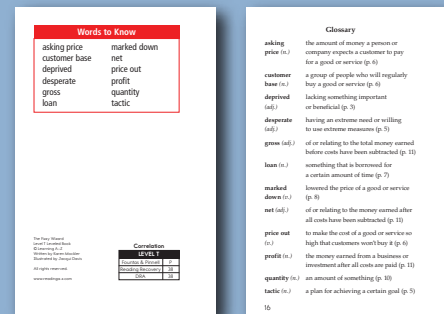 Words to Know
asking price marked down
customer base net
deprived price out
desperate profit
gross quantity
loan tactic
Level T Leveled Book
© Learning A–Z
Written by Karen Mockler
All rights reserved.
www.readinga-z.com
Correlation
LEVEL T
Fountas & Pinnell P
Reading Recovery 38
DRA 38
Glossary
asking the amount of money a person or
price (n.) company expects a customer to pay
for a good or service (p. 6)
customer a group of people who will regularly
base (n.) buy a good or service (p. 6)
deprived lacking something important
(adj.) or beneficial (p. 3)
desperate having an extreme need or willing
(adj.) to use extreme measures (p. 5)
gross (adj.) of or relating to the total money earned
before costs have been subtracted (p. 11)
loan (n.) something that is borrowed for
a certain amount of time (p. 7)
marked lowered the price of a good or service
down (v.) (p. 8)
net (adj.) of or relating to the money earned after
all costs have been subtracted (p. 11)
price out to make the cost of a good or service so
(v.) high that customers won't buy it (p. 6)
profit (n.) the money earned from a business or
investment after all costs are paid (p. 11)
quantity (n.) an amount of something (p. 10)
tactic (n.) a plan for achieving a certain goal (p. 5)
16